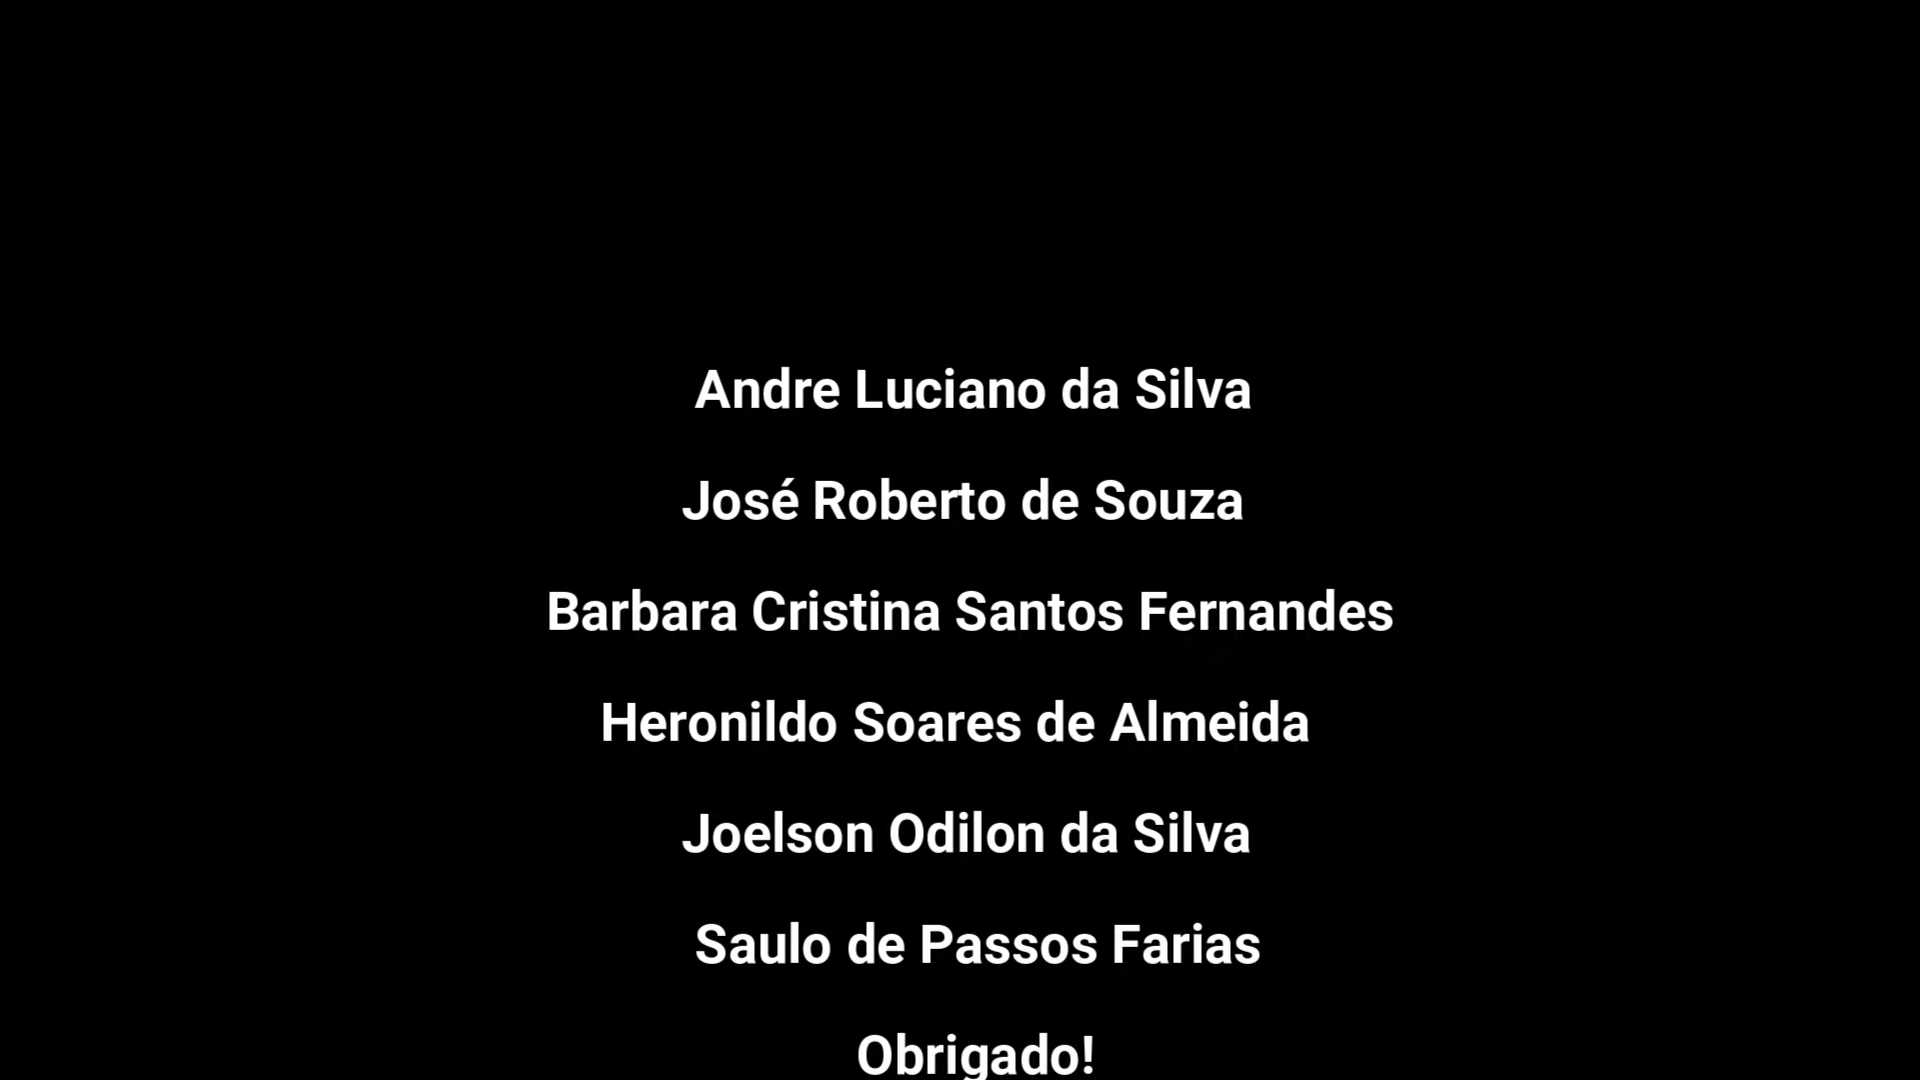 Andre Luciano da Silva
José Roberto de Souza
Barbara Cristina Santos Fernandes
Heronildo Soares de Almeida
Joelson Odilon da Silva
Saulo de Passos Farias
Obrigado!